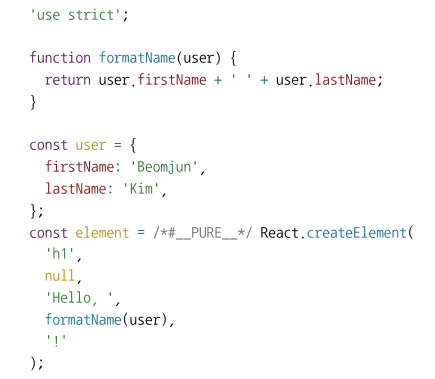 'use strict';

function formatName(user) {
  return user.firstName + ' ' + user.lastName;
}

const user = {
  firstName: 'Beomjun',
  lastName: 'Kim',
};
const element = /*#__PURE__*/ React.createElement(
  'h1',
  null,
  'Hello, ',
  formatName(user),
  '!'
);